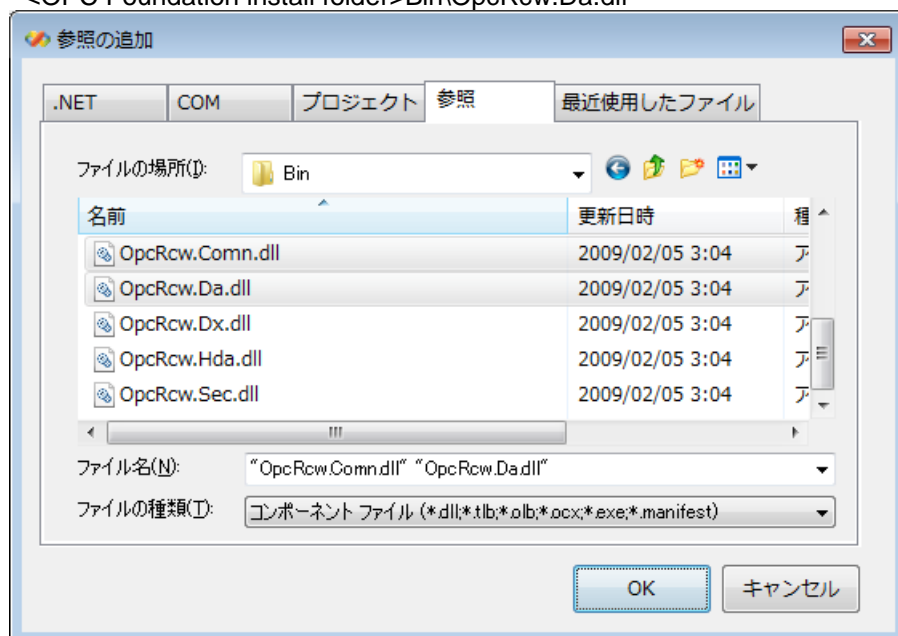 <OPC Foundation install folder>Bin\OpcRcw.Da.dll
参照の追加
.NET COM プロジェクト 参照 最近使用したファイル
ファイルの場所(I): Bin
名前 更新日時 種
OpcRcw.Comn.dll 2009/02/05 3:04 ア
OpcRcw.Da.dll 2009/02/05 3:04 ア
OpcRcw.Dx.dll 2009/02/05 3:04 ア
OpcRcw.Hda.dll 2009/02/05 3:04 ア
OpcRcw.Sec.dll 2009/02/05 3:04 ア
ファイル名(N): "OpcRcw.Comn.dll" "OpcRcw.Da.dll"
ファイルの種類(T): コンポーネント ファイル (*.dll;*.tlb;*.olb;*.ocx;*.exe;*.manifest)
OK キャンセル